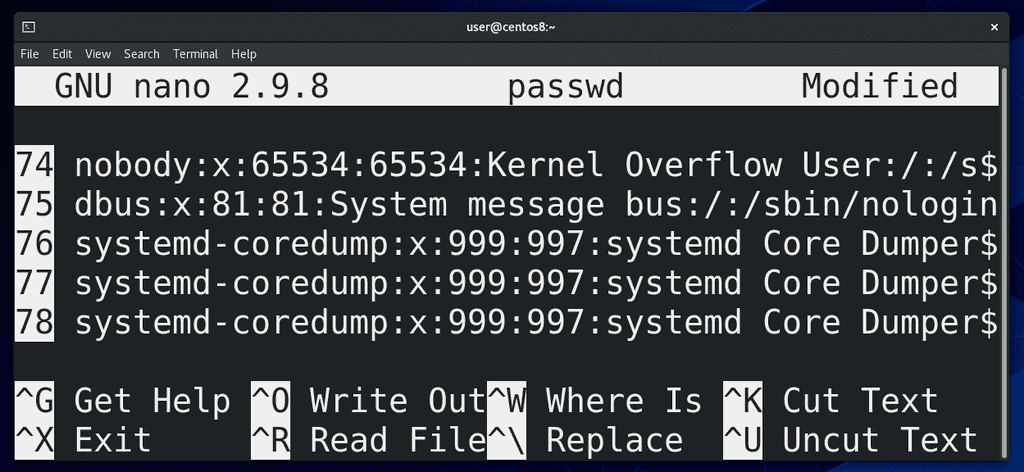 user@centos8:~
File Edit View Search Terminal Help
GNU nano 2.9.8 passwd Modified
74 nobody:x:65534:65534:Kernel Overflow User:/:/s$
75 dbus:x:81:81:System message bus:/:/sbin/nologin
76 systemd-coredump:x:999:997:systemd Core Dumper$
77 systemd-coredump:x:999:997:systemd Core Dumper$
78 systemd-coredump:x:999:997:systemd Core Dumper$
^G Get Help ^O Write Out ^W Where Is ^K Cut Text
^X Exit ^R Read File ^\ Replace ^U Uncut Text